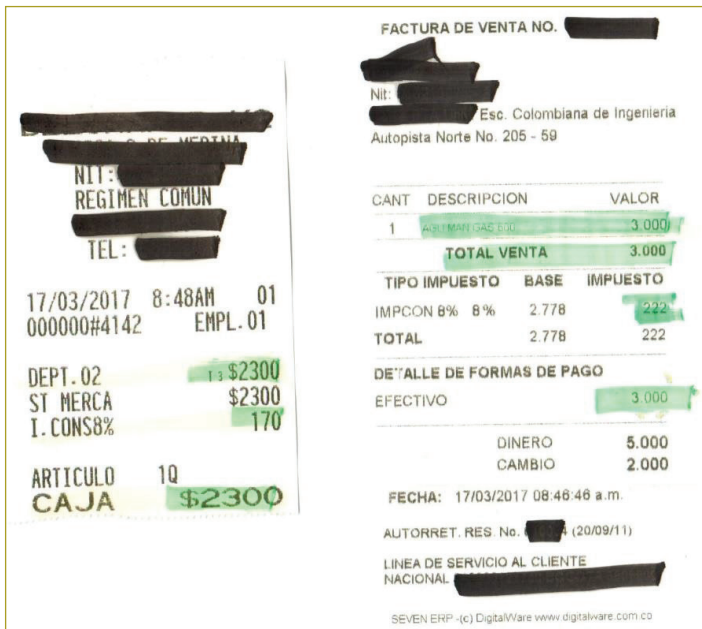 NIT:
REGIMEN COMUN
TEL:
17/03/2017 8:48AM 01
000000#4142 EMPL.01
DEPT.02 13 $2300
ST MERCA $2300
I.CONS8% 170
ARTICULO 1Q
CAJA $2300
FACTURA DE VENTA NO.
Nit:
Esc. Colombiana de Ingenieria
Autopista Norte No. 205 - 59
CANT DESCRIPCION VALOR
1 GAS 600 3.000
TOTAL VENTA 3.000
TIPO IMPUESTO BASE IMPUESTO
IMPCON 8% 8% 2.778 222
TOTAL 2.778 222
DETALLE DE FORMAS DE PAGO
EFECTIVO 3.000
DINERO 5.000
CAMBIO 2.000
FECHA: 17/03/2017 08:46:46 a.m.
AUTORRET. RES. No. (20/09/11)
LINEA DE SERVICIO AL CLIENTE
NACIONAL
SEVEN ERP -(c) DigitalWare www.digitalware.com.co